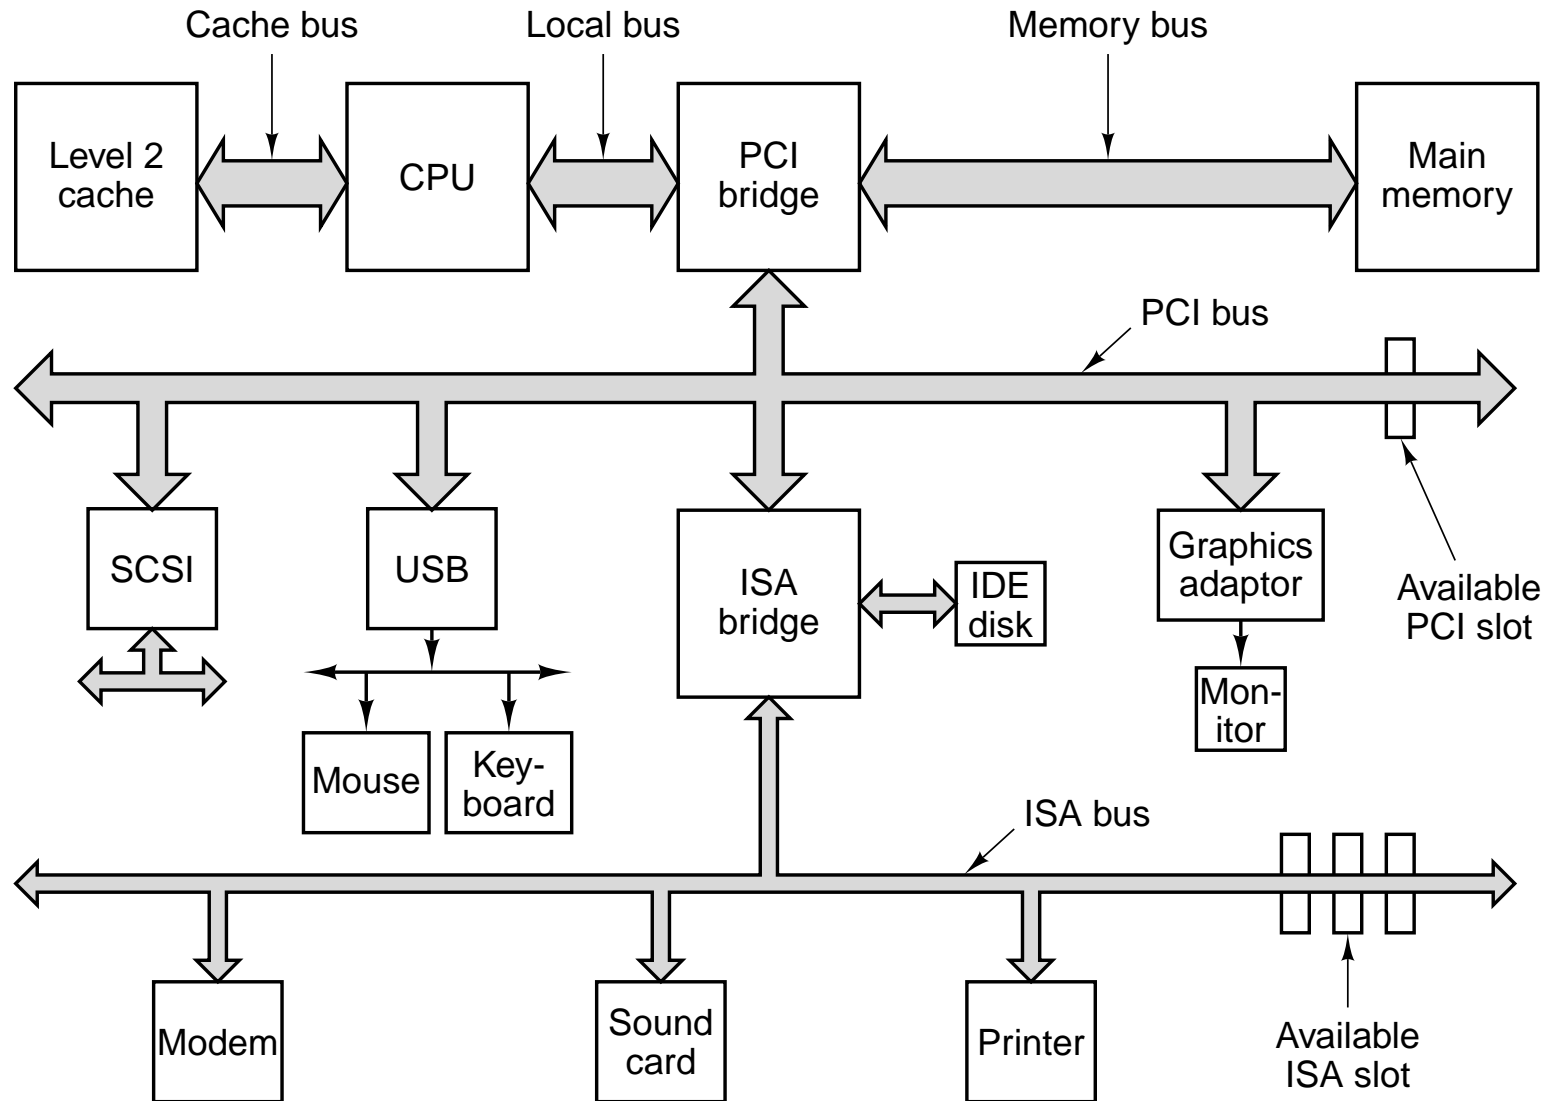 Cache bus
Local bus
Memory bus
Level 2
cache
CPU
PCI
bridge
Main
memory
PCI bus
SCSI
USB
ISA
bridge
IDE
disk
Graphics
adaptor
Available
PCI slot
Mon-
itor
Mouse
Key-
board
ISA bus
Modem
Sound
card
Printer
Available
ISA slot